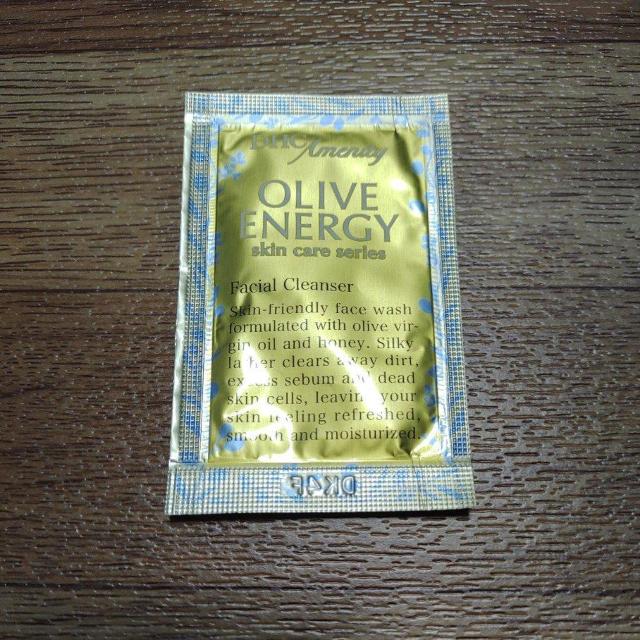 DHC Amenity
OLIVE
ENERGY
skin care series
Facial Cleanser
Skin-friendly face wash
formulated with olive vir-
gin oil and honey. Silky
lather clears away dirt,
excess sebum and dead
skin cells, leaving your
skin feeling refreshed,
smooth and moisturized.
DK4F